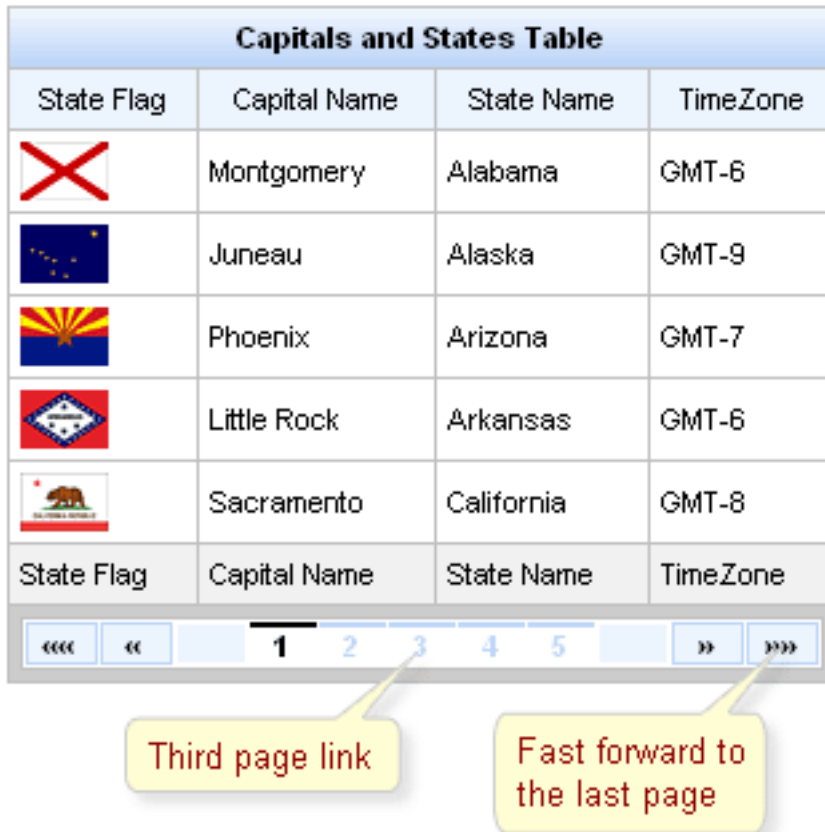 Capitals and States Table
State Flag Capital Name State Name TimeZone
Montgomery Alabama GMT-6
Juneau Alaska GMT-9
Phoenix Arizona GMT-7
Little Rock Arkansas GMT-6
Sacramento California GMT-8
State Flag Capital Name State Name TimeZone
«« « 1 2 3 4 5 » »»
Third page link
Fast forward to
the last page